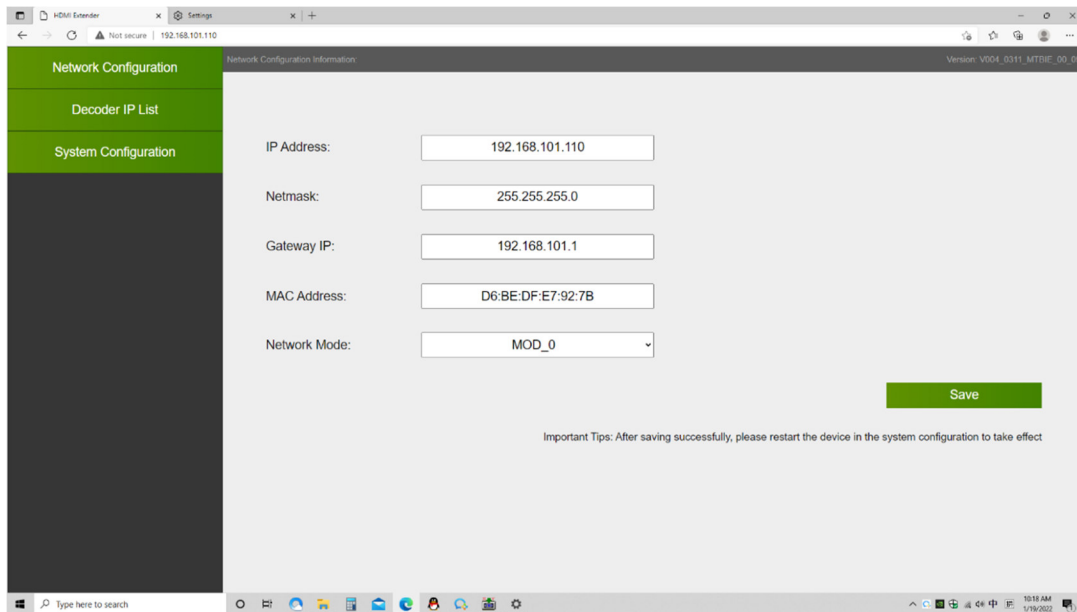 HDMI Extender
Settings
Not secure | 192.168.101.110
Network Configuration
Decoder IP List
System Configuration
Network Configuration Information:
Version: V004_0311_MTBIE_00_0
IP Address:
192.168.101.110
Netmask:
255.255.255.0
Gateway IP:
192.168.101.1
MAC Address:
D6:BE:DF:E7:92:7B
Network Mode:
MOD_0
Save
Important Tips: After saving successfully, please restart the device in the system configuration to take effect
Type here to search
中
10:18 AM
1/19/2022